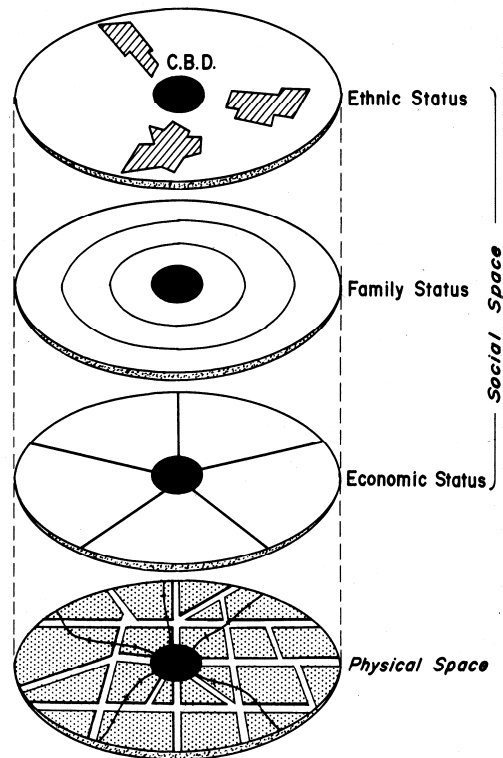 C.B.D.
Ethnic Status
Family Status
Social Space
Economic Status
Physical Space